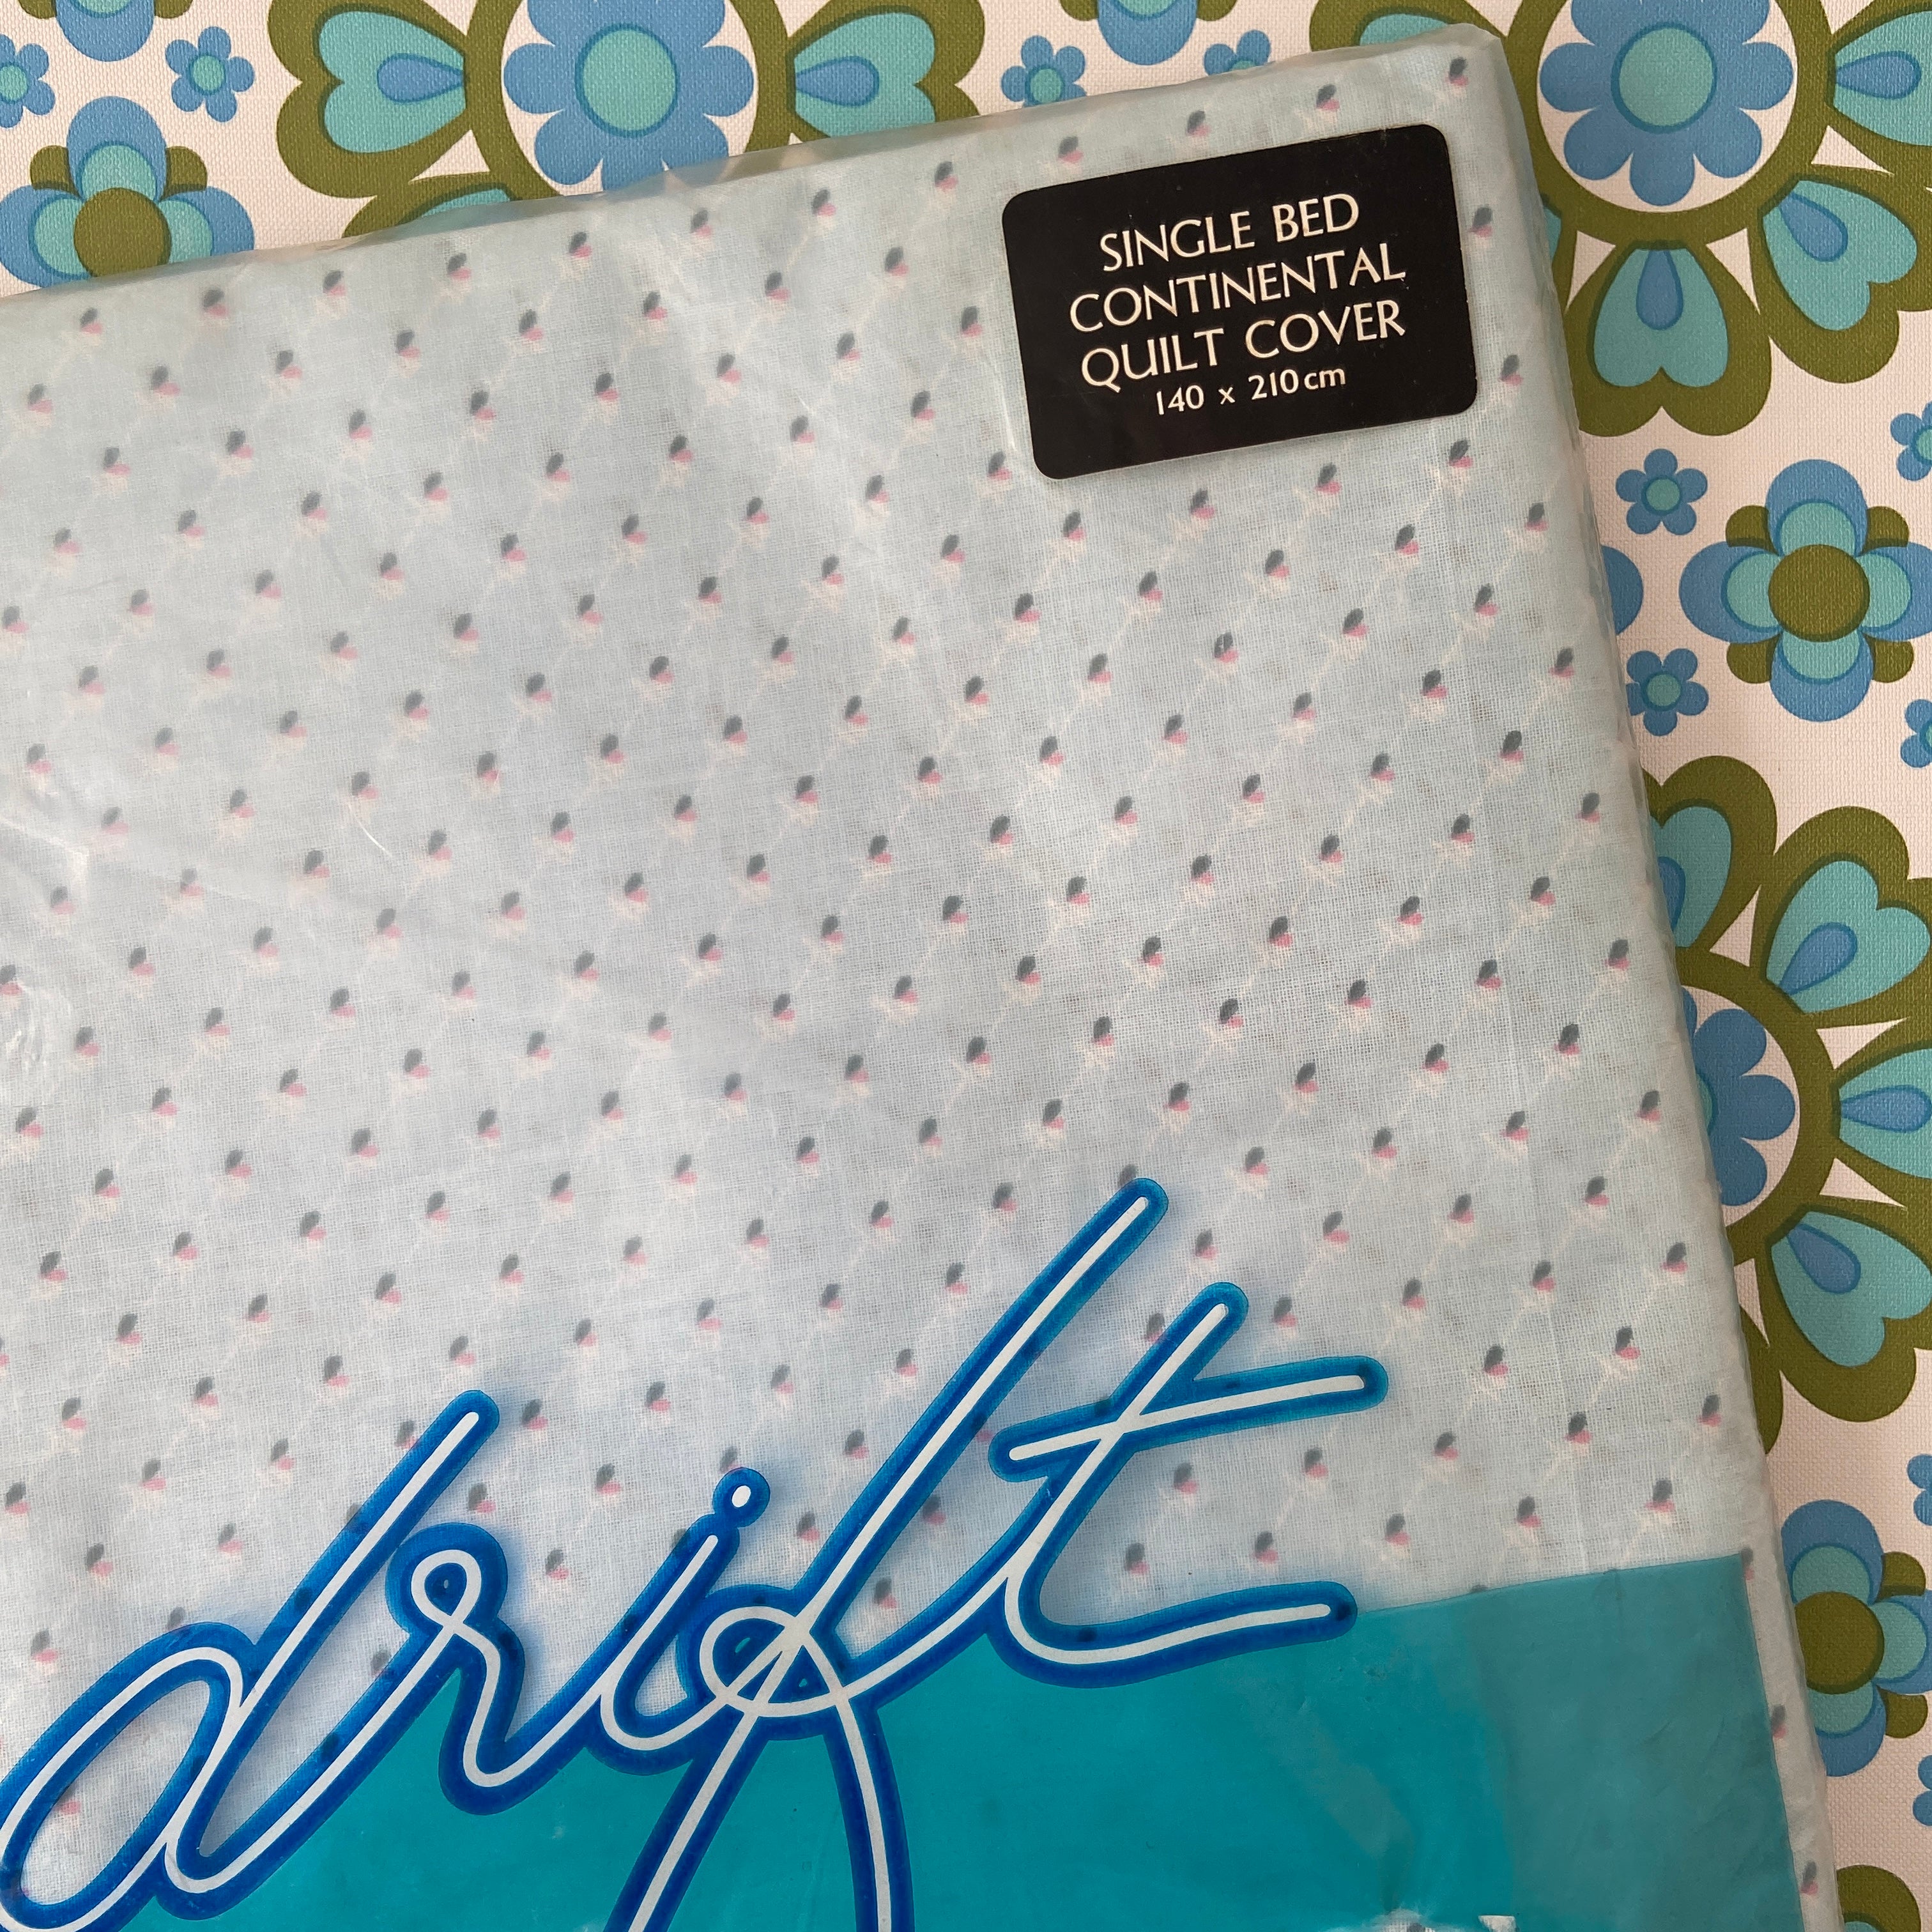 SINGLE BED
CONTINENTAL
QUILT COVER
140 x 210cm
drift